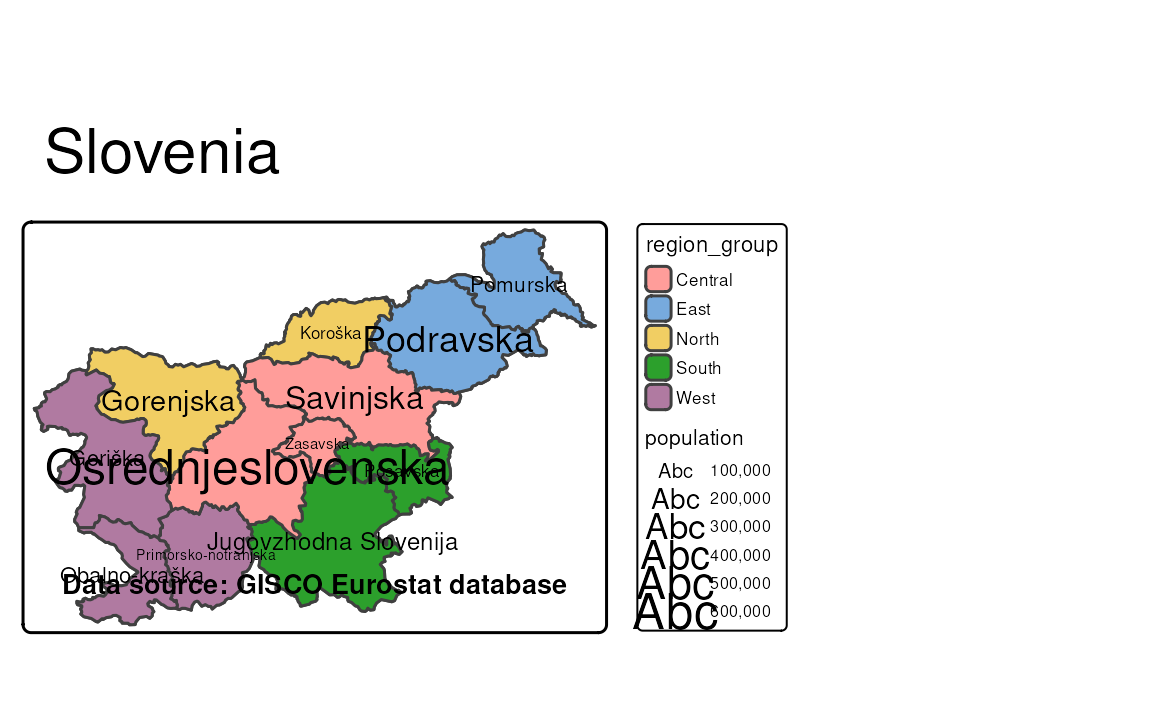 Slovenia
Pomurska
Koroška
Podravska
Gorenjska
Savinjska
Zasavska
Goriška
Osrednjeslovenska
Posavska
Jugovzhodna Slovenija
Primorsko-notranjska
Obalno-kraška
Data source: GISCO Eurostat database
region_group
Central
East
North
South
West
population
Abc 100,000
Abc 200,000
Abc 300,000
Abc 400,000
Abc 500,000
Abc 600,000